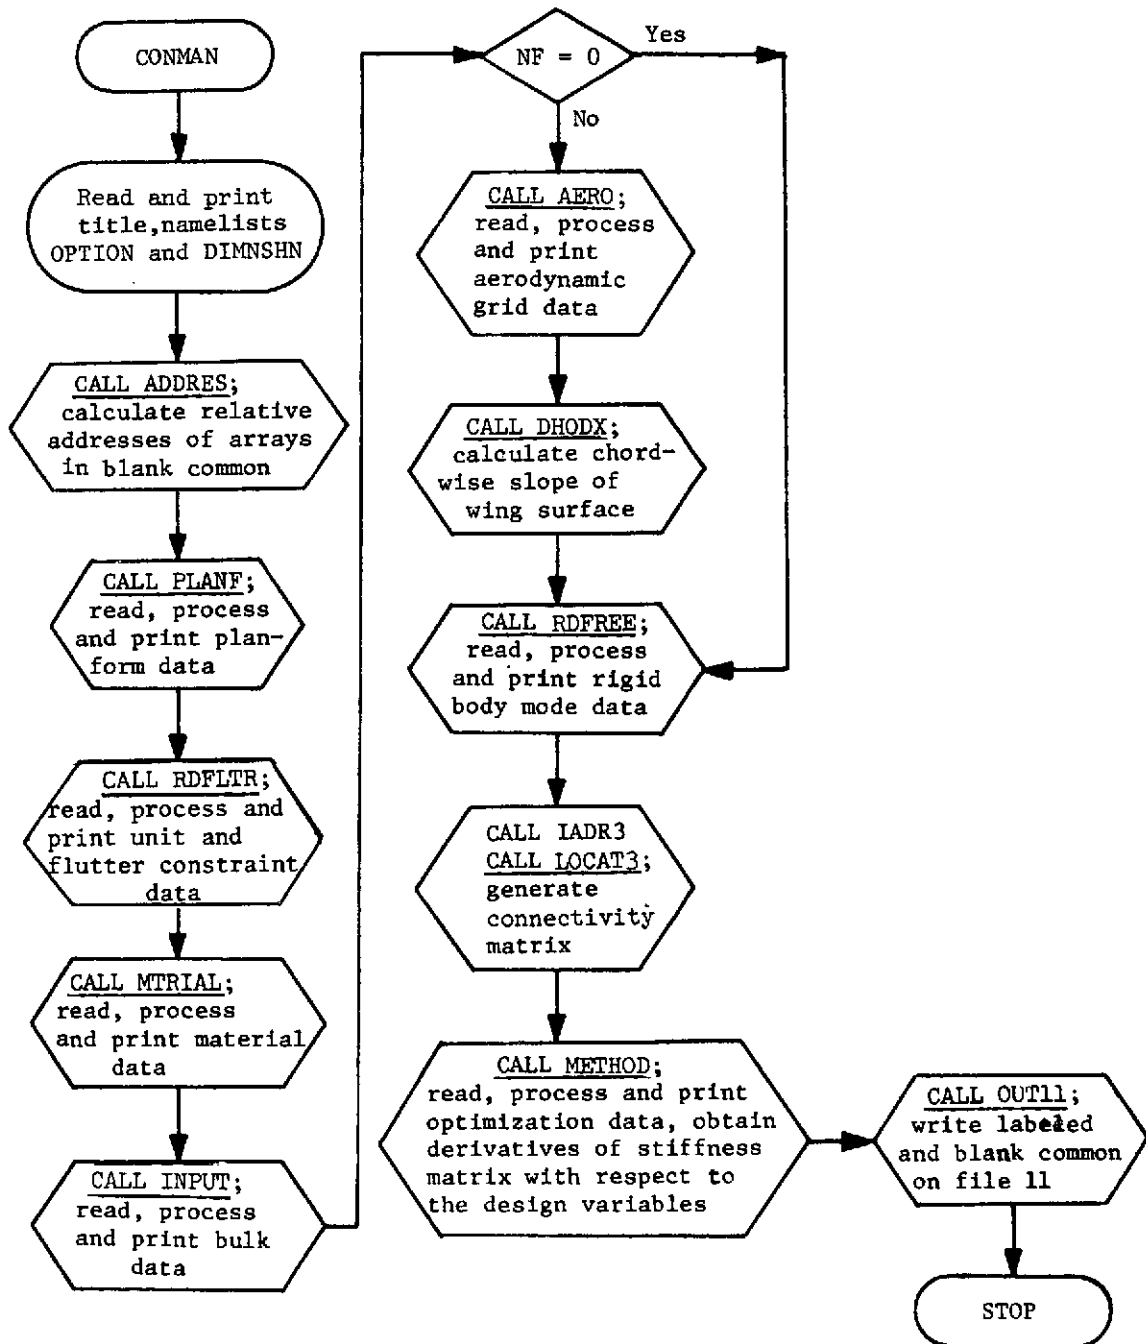 CONMAN
Read and print
title,namelists
OPTION and DIMNSHN
CALL ADDRES;
calculate relative
addresses of arrays
in blank common
CALL PLANF;
read, process
and print plan-
form data
CALL RDFLTR;
read, process and
print unit and
flutter constraint
data
CALL MTRIAL;
read, process
and print material
data
CALL INPUT;
read, process
and print bulk
data
NF = 0
Yes
No
CALL AERO;
read, process
and print
aerodynamic
grid data
CALL DHODX;
calculate chord-
wise slope of
wing surface
CALL RDFREE;
read, process
and print rigid
body mode data
CALL IADR3
CALL LOCAT3;
generate
connectivity
matrix
CALL METHOD;
read, process and print
optimization data, obtain
derivatives of stiffness
matrix with respect to
the design variables
CALL OUT11;
write labeled
and blank common
on file 11
STOP